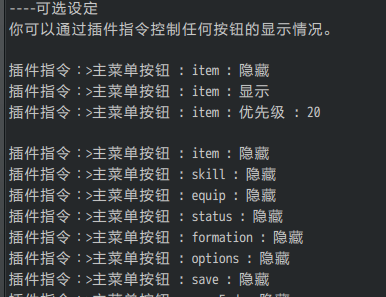 ----可选设定
你可以通过插件指令控制任何按钮的显示情况。
插件指令：>主菜单按钮 : item : 隐藏
插件指令：>主菜单按钮 : item : 显示
插件指令：>主菜单按钮 : item : 优先级 : 20
插件指令：>主菜单按钮 : item : 隐藏
插件指令：>主菜单按钮 : skill : 隐藏
插件指令：>主菜单按钮 : equip : 隐藏
插件指令：>主菜单按钮 : status : 隐藏
插件指令：>主菜单按钮 : formation : 隐藏
插件指令：>主菜单按钮 : options : 隐藏
插件指令：>主菜单按钮 : save : 隐藏